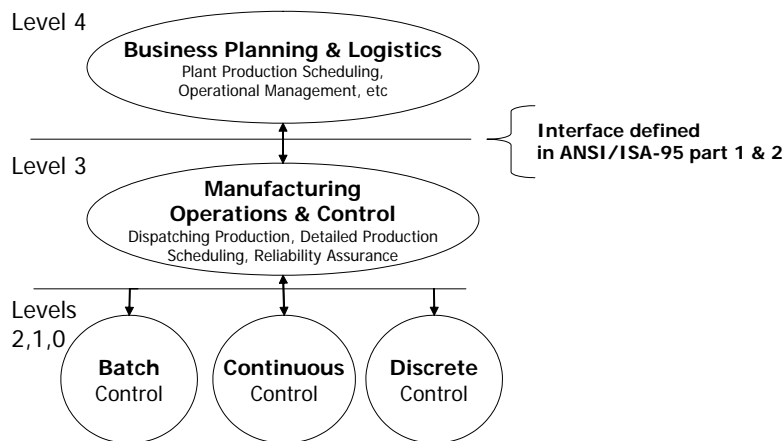 Level 4
Business Planning & Logistics
Plant Production Scheduling,
Operational Management, etc
Interface defined
in ANSI/ISA-95 part 1 & 2
Level 3
Manufacturing
Operations & Control
Dispatching Production, Detailed Production
Scheduling, Reliability Assurance
Levels
2,1,0
Batch
Control
Continuous
Control
Discrete
Control